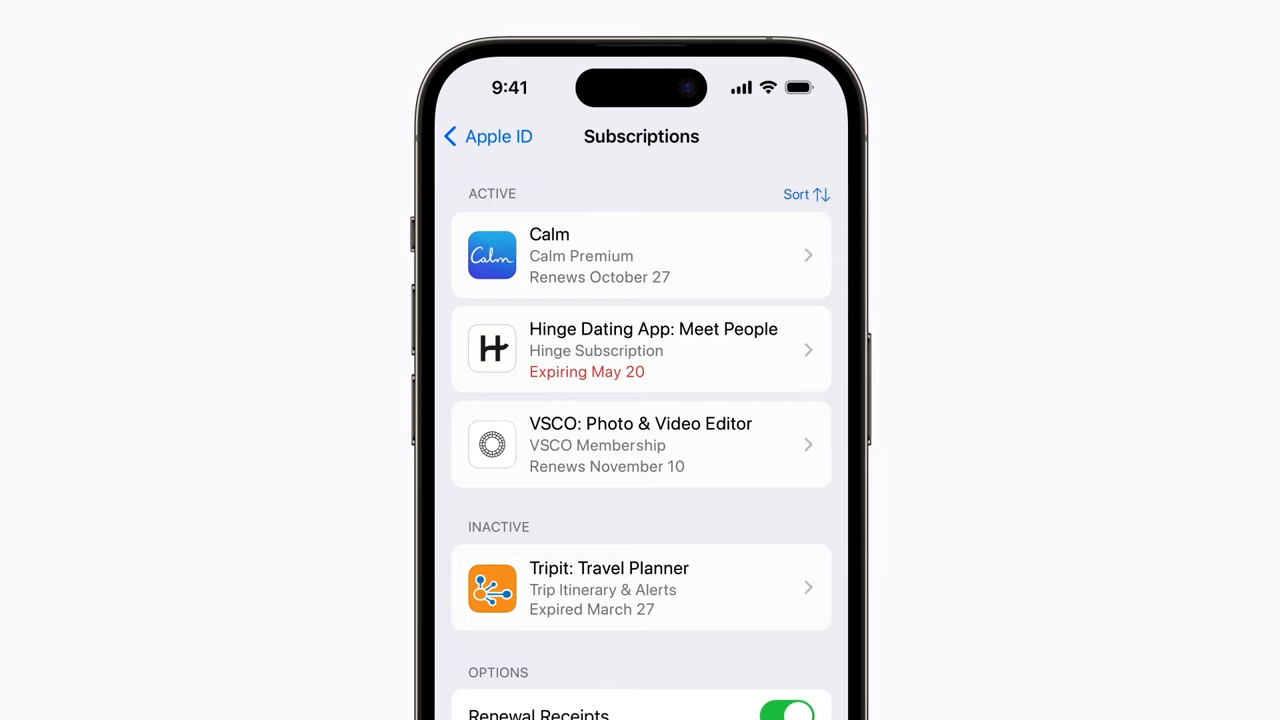 9:41
Apple ID
Subscriptions
ACTIVE
Sort
Calm
Calm
Calm Premium
Renews October 27
Hinge Dating App: Meet People
Hinge Subscription
Expiring May 20
VSCO: Photo & Video Editor
VSCO Membership
Renews November 10
INACTIVE
Tripit: Travel Planner
Trip Itinerary & Alerts
Expired March 27
OPTIONS
Renewal Receipts